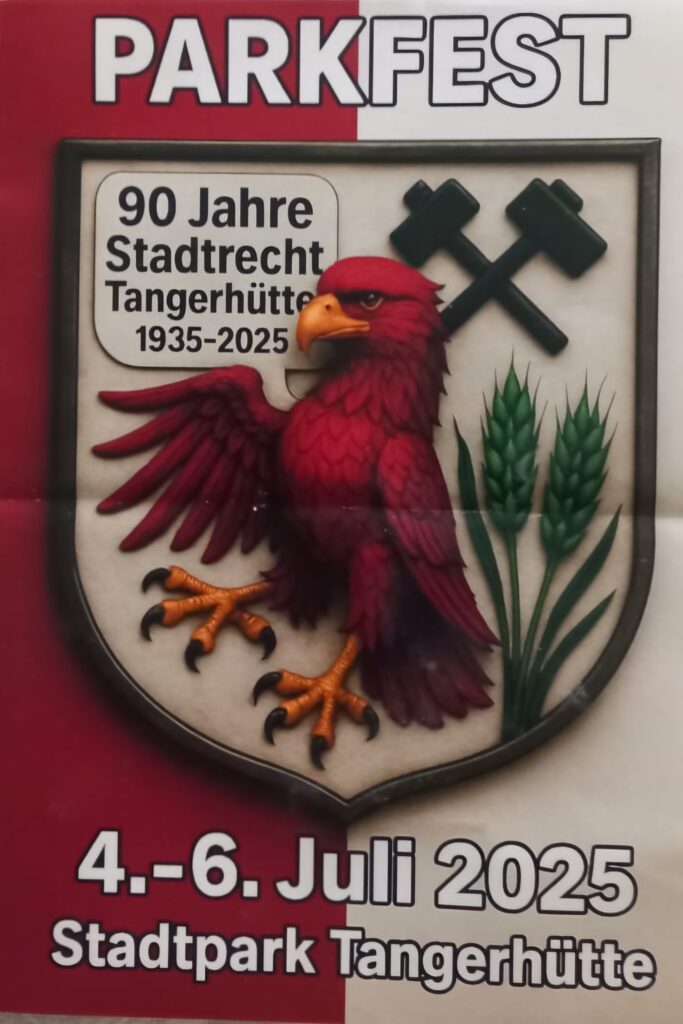 PARKFEST
90 Jahre
Stadtrecht
Tangerhütte
1935-2025
4.-6. Juli 2025
Stadtpark Tangerhütte